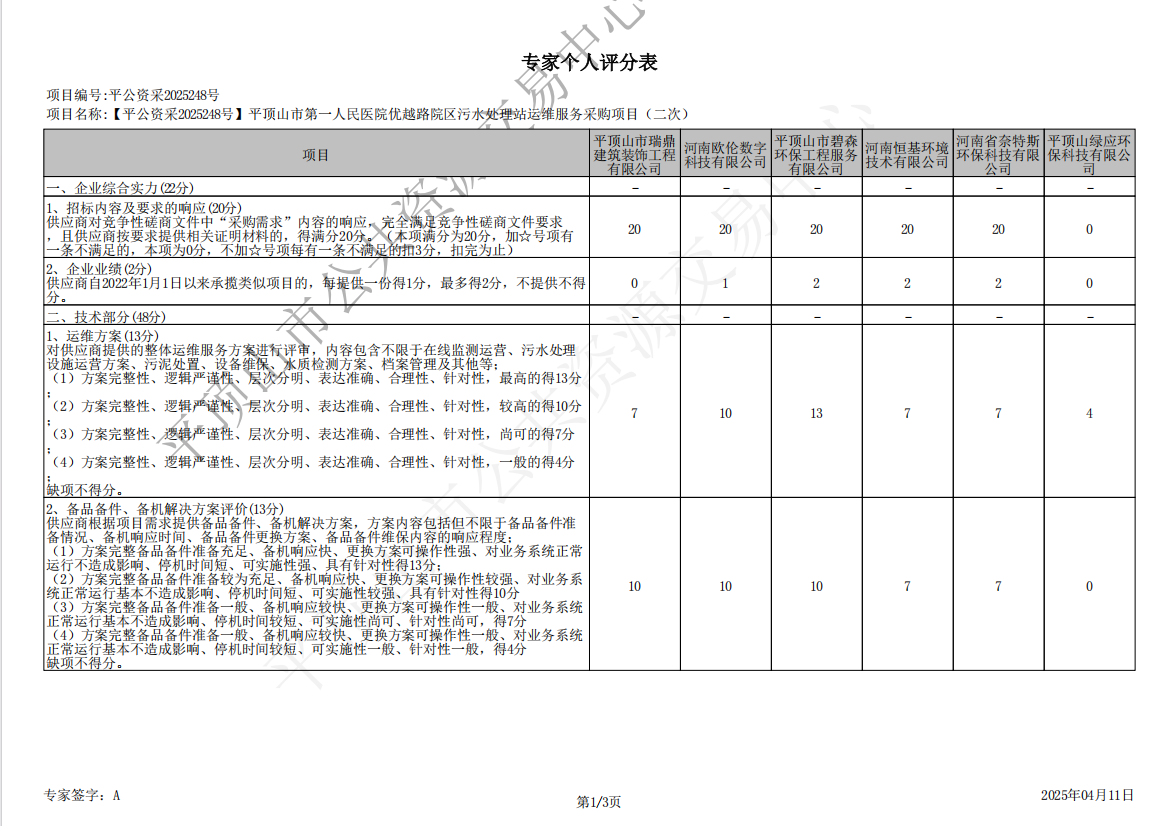 专家个人评分表
项目编号:平公资采2025248号
项目名称:【平公资采2025248号】平顶山市第一人民医院优越路院区污水处理站运维服务采购项目（二次）
项目
平顶山市瑞鼎
建筑装饰工程
有限公司
河南欧伦数字
科技有限公司
平顶山市碧森
环保工程服务
有限公司
河南恒基环境
技术有限公司
河南省奈特斯
环保科技有限
公司
平顶山绿应环
保科技有限公
司
一、企业综合实力(22分) – – – – – –
1、招标内容及要求的响应(20分)
供应商对竞争性磋商文件中“采购需求”内容的响应，完全满足竞争性磋商文件要求
，且供应商按要求提供相关证明材料的，得满分20分。（本项满分为20分，加☆号项有
一条不满足的，本项为0分，不加☆号项每有一条不满足的扣3分，扣完为止）
20 20 20 20 20 0
2、企业业绩(2分)
供应商自2022年1月1日以来承揽类似项目的，每提供一份得1分，最多得2分，不提供不得
分。
0 1 2 2 2 0
二、技术部分(48分) – – – – – –
1、运维方案(13分)
对供应商提供的整体运维服务方案进行评审，内容包含不限于在线监测运营、污水处理
设施运营方案、污泥处置、设备维保、水质检测方案、档案管理及其他等；
（1）方案完整性、逻辑严谨性、层次分明、表达准确、合理性、针对性，最高的得13分
；
（2）方案完整性、逻辑严谨性、层次分明、表达准确、合理性、针对性，较高的得10分
；
（3）方案完整性、逻辑严谨性、层次分明、表达准确、合理性、针对性，尚可的得7分
；
（4）方案完整性、逻辑严谨性、层次分明、表达准确、合理性、针对性，一般的得4分
；
缺项不得分。
7 10 13 7 7 4
2、备品备件、备机解决方案评价(13分)
供应商根据项目需求提供备品备件、备机解决方案，方案内容包括但不限于备品备件准
备情况、备机响应时间、备品备件更换方案、备品备件维保内容的响应程度；
（1）方案完整备品备件准备充足、备机响应快、更换方案可操作性强、对业务系统正常
运行不造成影响、停机时间短、可实施性强、具有针对性得13分；
（2）方案完整备品备件准备较为充足、备机响应快、更换方案可操作性较强、对业务系
统正常运行基本不造成影响、停机时间短、可实施性较强、具有针对性得10分
（3）方案完整备品备件准备一般、备机响应较快、更换方案可操作性一般、对业务系统
正常运行基本不造成影响、停机时间较短、可实施性尚可、针对性尚可，得7分
（4）方案完整备品备件准备一般、备机响应较快、更换方案可操作性一般、对业务系统
正常运行基本不造成影响、停机时间较短、可实施性一般、针对性一般，得4分
缺项不得分。
10 10 10 7 7 0
平顶山市公共资源交易中心
平顶山市公共资源交易中心
专家签字：A
第1/3页
2025年04月11日